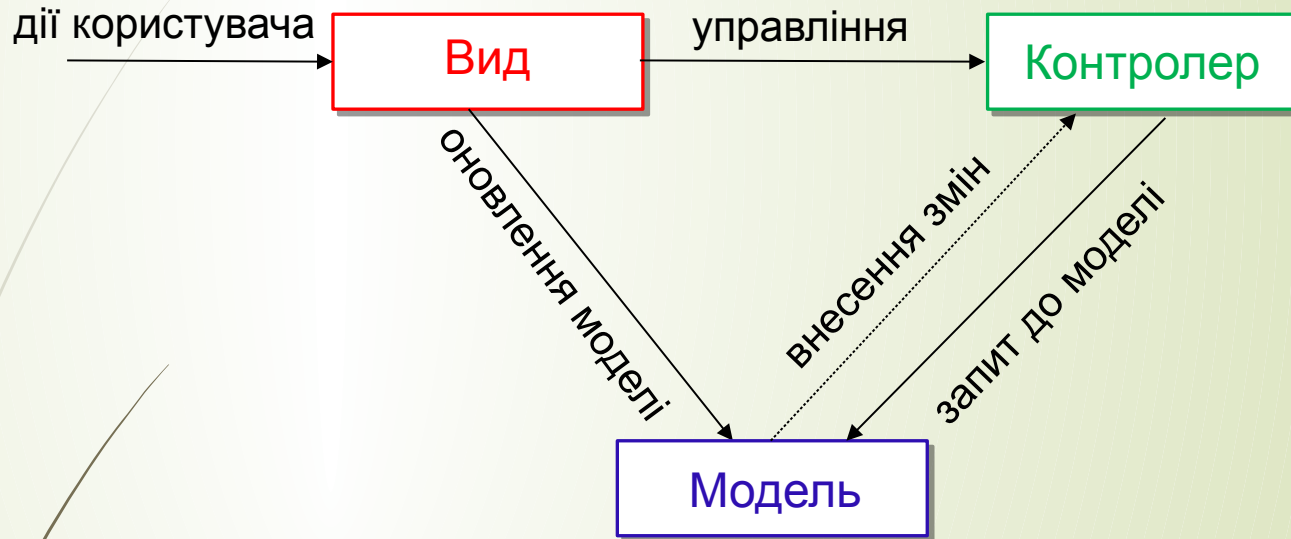 дії користувача
Вид
управління
Контролер
оновлення моделі
внесення змін
запит до моделі
Модель